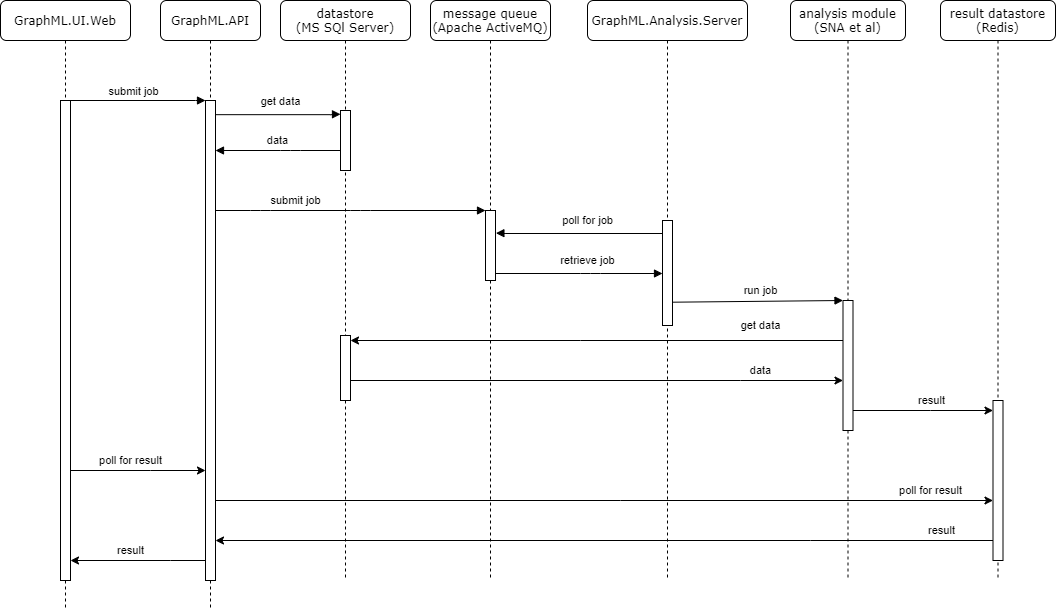 GraphML.UI.Web
GraphML.API
datastore
(MS SQl Server)
message queue
(Apache ActiveMQ)
GraphML.Analysis.Server
analysis module
(SNA et al)
result datastore
(Redis)
submit job
get data
data
submit job
poll for job
retrieve job
run job
get data
data
result
poll for result
poll for result
result
result